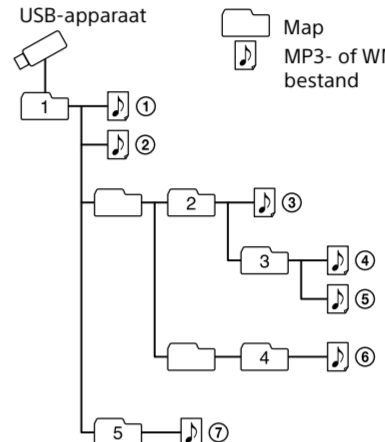 USB-apparaat
Map
MP3- of
bestand
1 ①
②
2 ③
3 ④
⑤
4 ⑥
5 ⑦